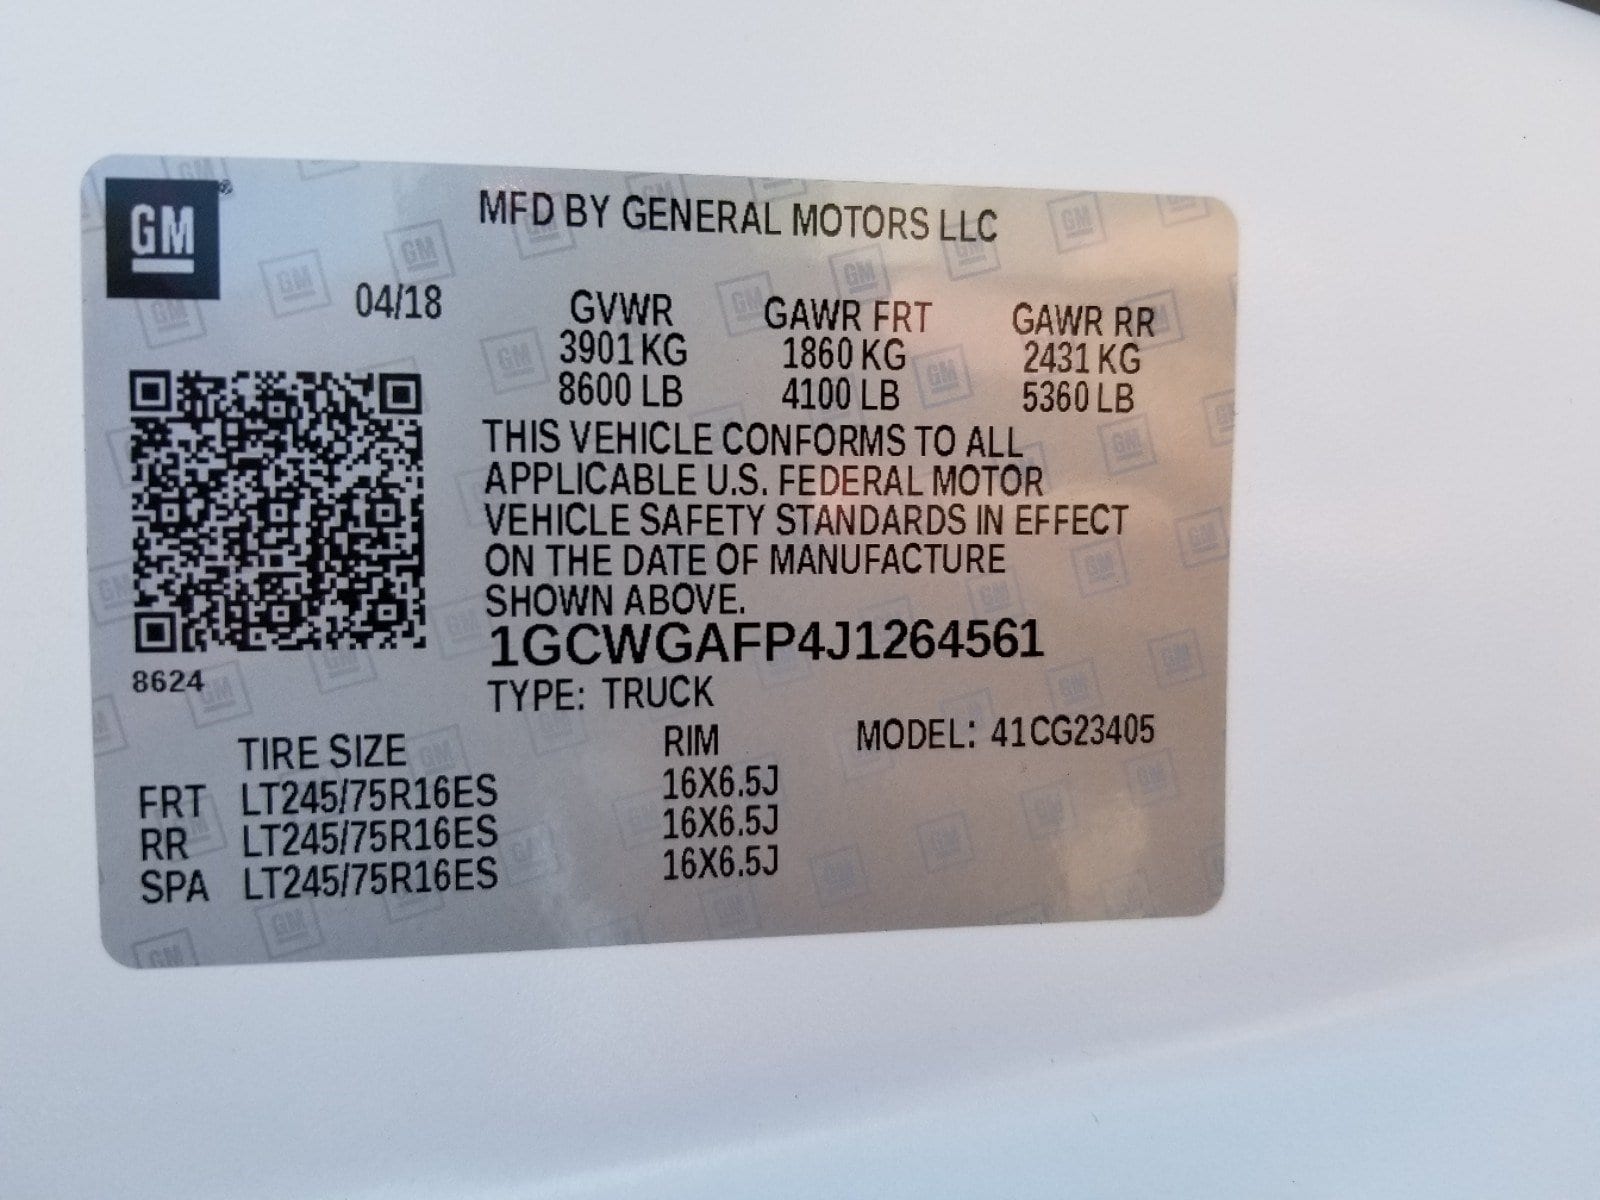 GM®
MFD BY GENERAL MOTORS LLC
04/18 GVWR GAWR FRT GAWR RR
3901 KG 1860 KG 2431 KG
8600 LB 4100 LB 5360 LB
THIS VEHICLE CONFORMS TO ALL
APPLICABLE U.S. FEDERAL MOTOR
VEHICLE SAFETY STANDARDS IN EFFECT
ON THE DATE OF MANUFACTURE
SHOWN ABOVE.
1GCWGAFP4J1264561
8624
TYPE: TRUCK
TIRE SIZE RIM MODEL: 41CG23405
FRT LT245/75R16ES 16X6.5J
RR LT245/75R16ES 16X6.5J
SPA LT245/75R16ES 16X6.5J